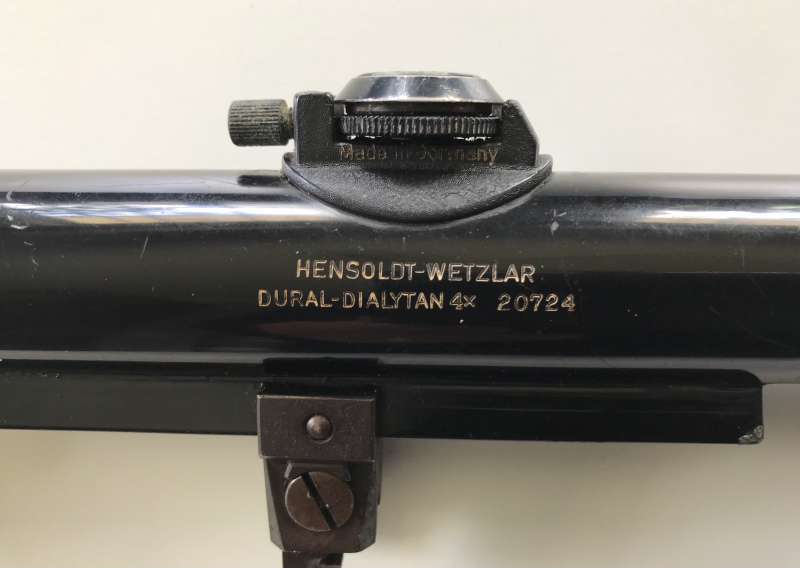 Made in Germany
HENSOLDT-WETZLAR
DURAL-DIALYTAN 4x 20724